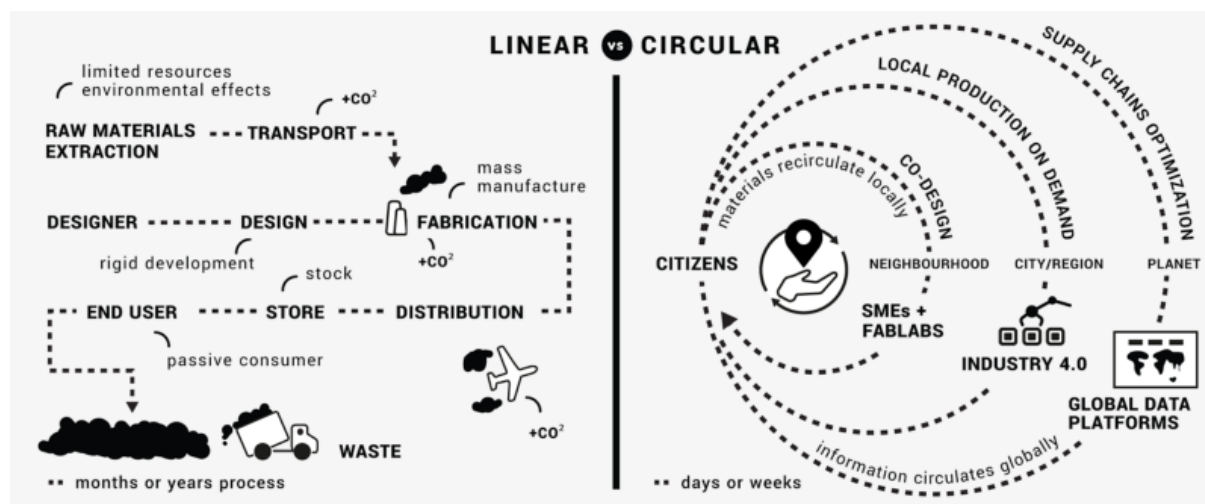 LINEAR vs CIRCULAR
limited resources
environmental effects
+CO²
RAW MATERIALS
EXTRACTION
TRANSPORT
mass
manufacture
DESIGNER
DESIGN
FABRICATION
rigid development
+CO²
stock
END USER
STORE
DISTRIBUTION
passive consumer
+CO²
WASTE
months or years process
SUPPLY CHAINS OPTIMIZATION
LOCAL PRODUCTION ON DEMAND
CO-DESIGN
materials recirculate locally
CITIZENS
NEIGHBOURHOOD
CITY/REGION
PLANET
SMEs +
FABLABS
INDUSTRY 4.0
GLOBAL DATA
PLATFORMS
information circulates globally
days or weeks